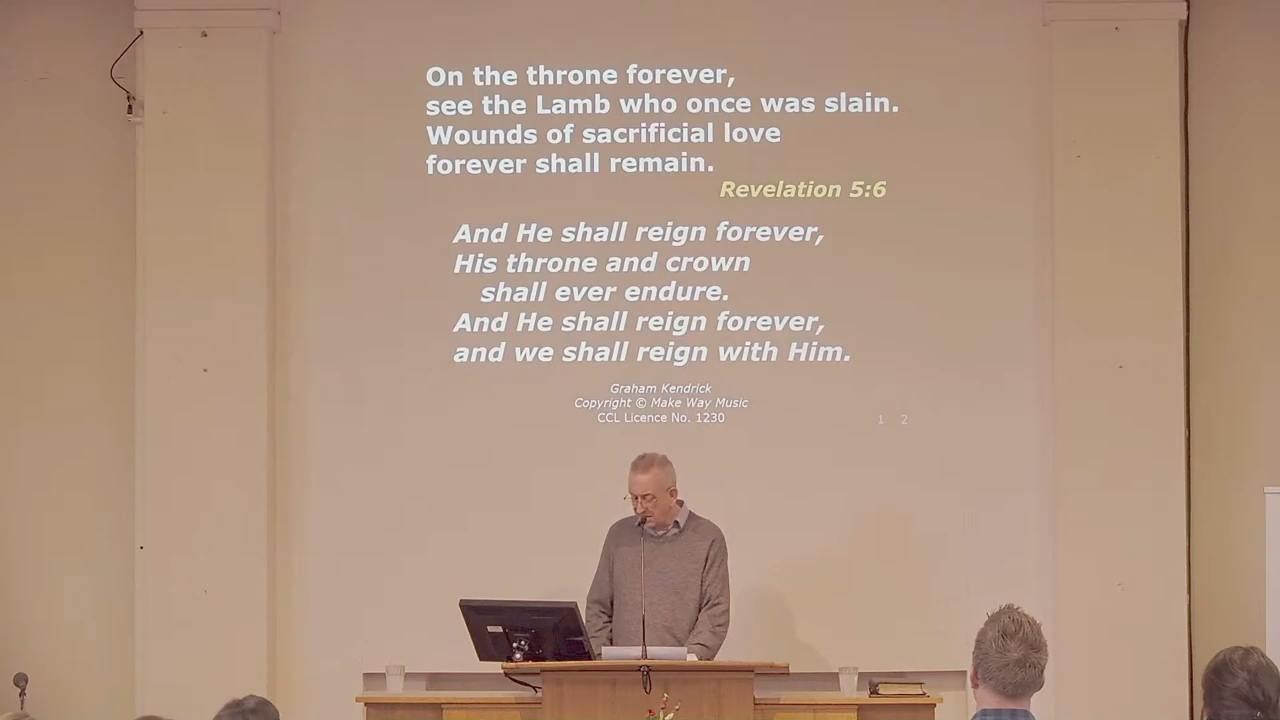 On the throne forever,
see the Lamb who once was slain.
Wounds of sacrificial love
forever shall remain.
Revelation 5:6
And He shall reign forever,
His throne and crown
shall ever endure.
And He shall reign forever,
and we shall reign with Him.
Graham Kendrick
Copyright © Make Way Music
CCL Licence No. 1230
1 2